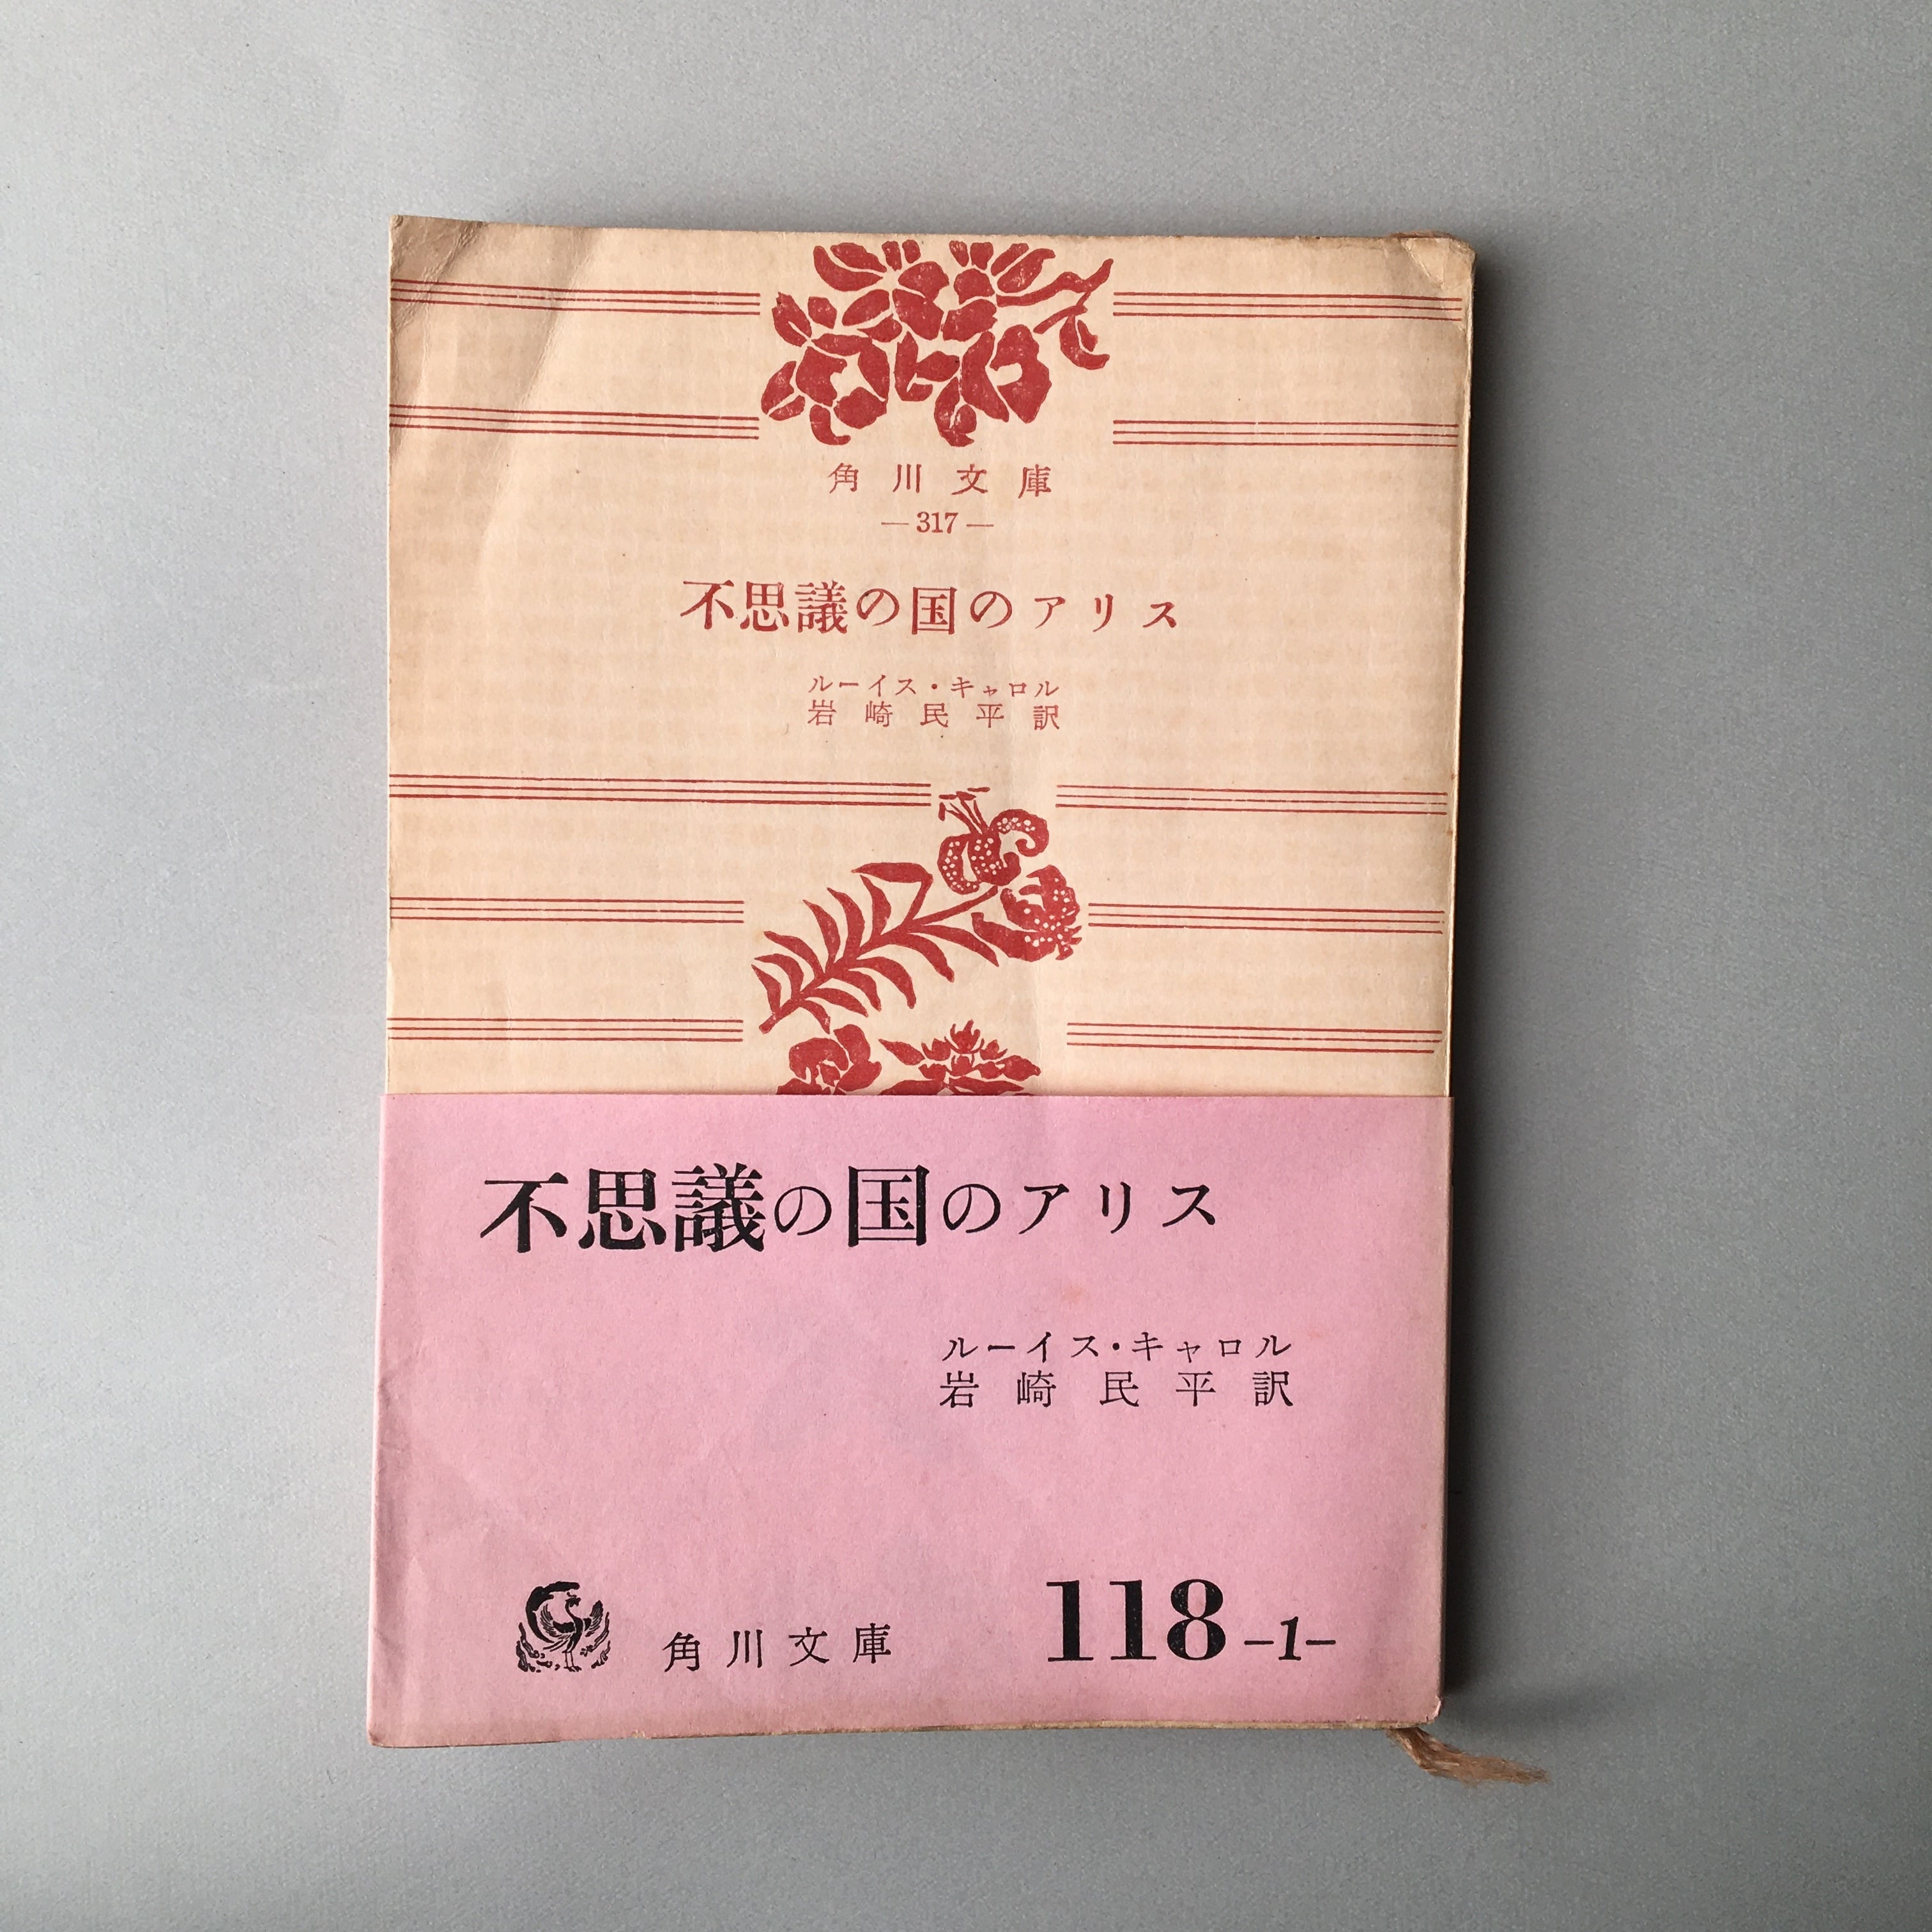 角川文庫
—317—
不思議の国のアリス
ルーイス・キャロル
岩崎民平訳
不思議の国のアリス
ルーイス・キャロル
岩崎民平訳
角川文庫
118-1-